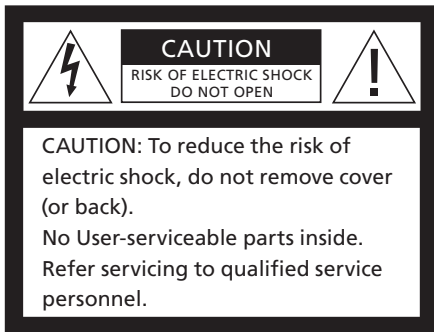 CAUTION
RISK OF ELECTRIC SHOCK
DO NOT OPEN
CAUTION: To reduce the risk of
electric shock, do not remove cover
(or back).
No User-serviceable parts inside.
Refer servicing to qualified service
personnel.